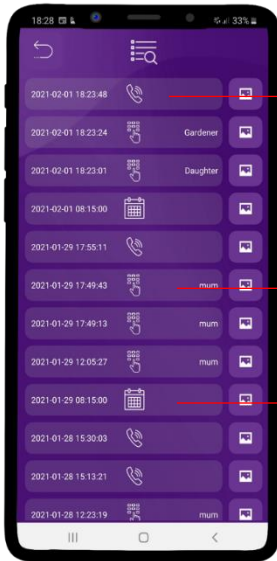 18:28 33%
2021-02-01 18:23:48
2021-02-01 18:23:24 Gardener
2021-02-01 18:23:01 Daughter
2021-02-01 08:15:00
2021-01-29 17:55:11
2021-01-29 17:49:43 mum
2021-01-29 17:49:13 mum
2021-01-29 12:05:27 mum
2021-01-29 08:15:00
2021-01-28 15:30:03
2021-01-28 15:13:21
2021-01-28 12:23:19 mum